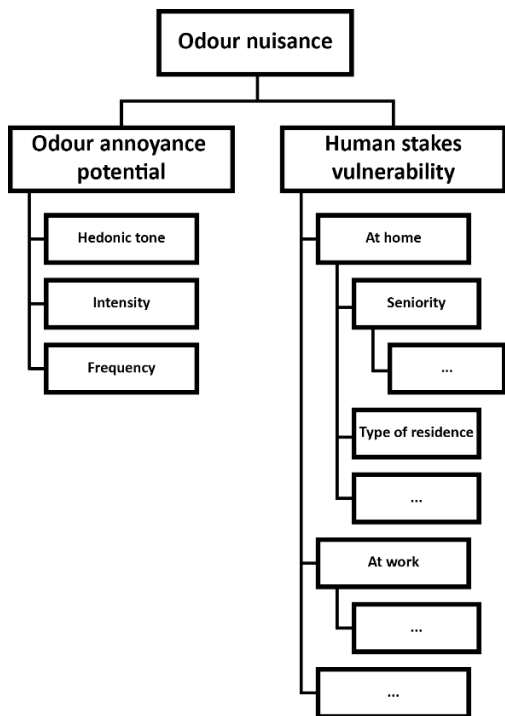 Odour nuisance
Odour annoyance
potential
Human stakes
vulnerability
Hedonic tone
Intensity
Frequency
At home
Seniority
...
Type of residence
...
At work
...
...